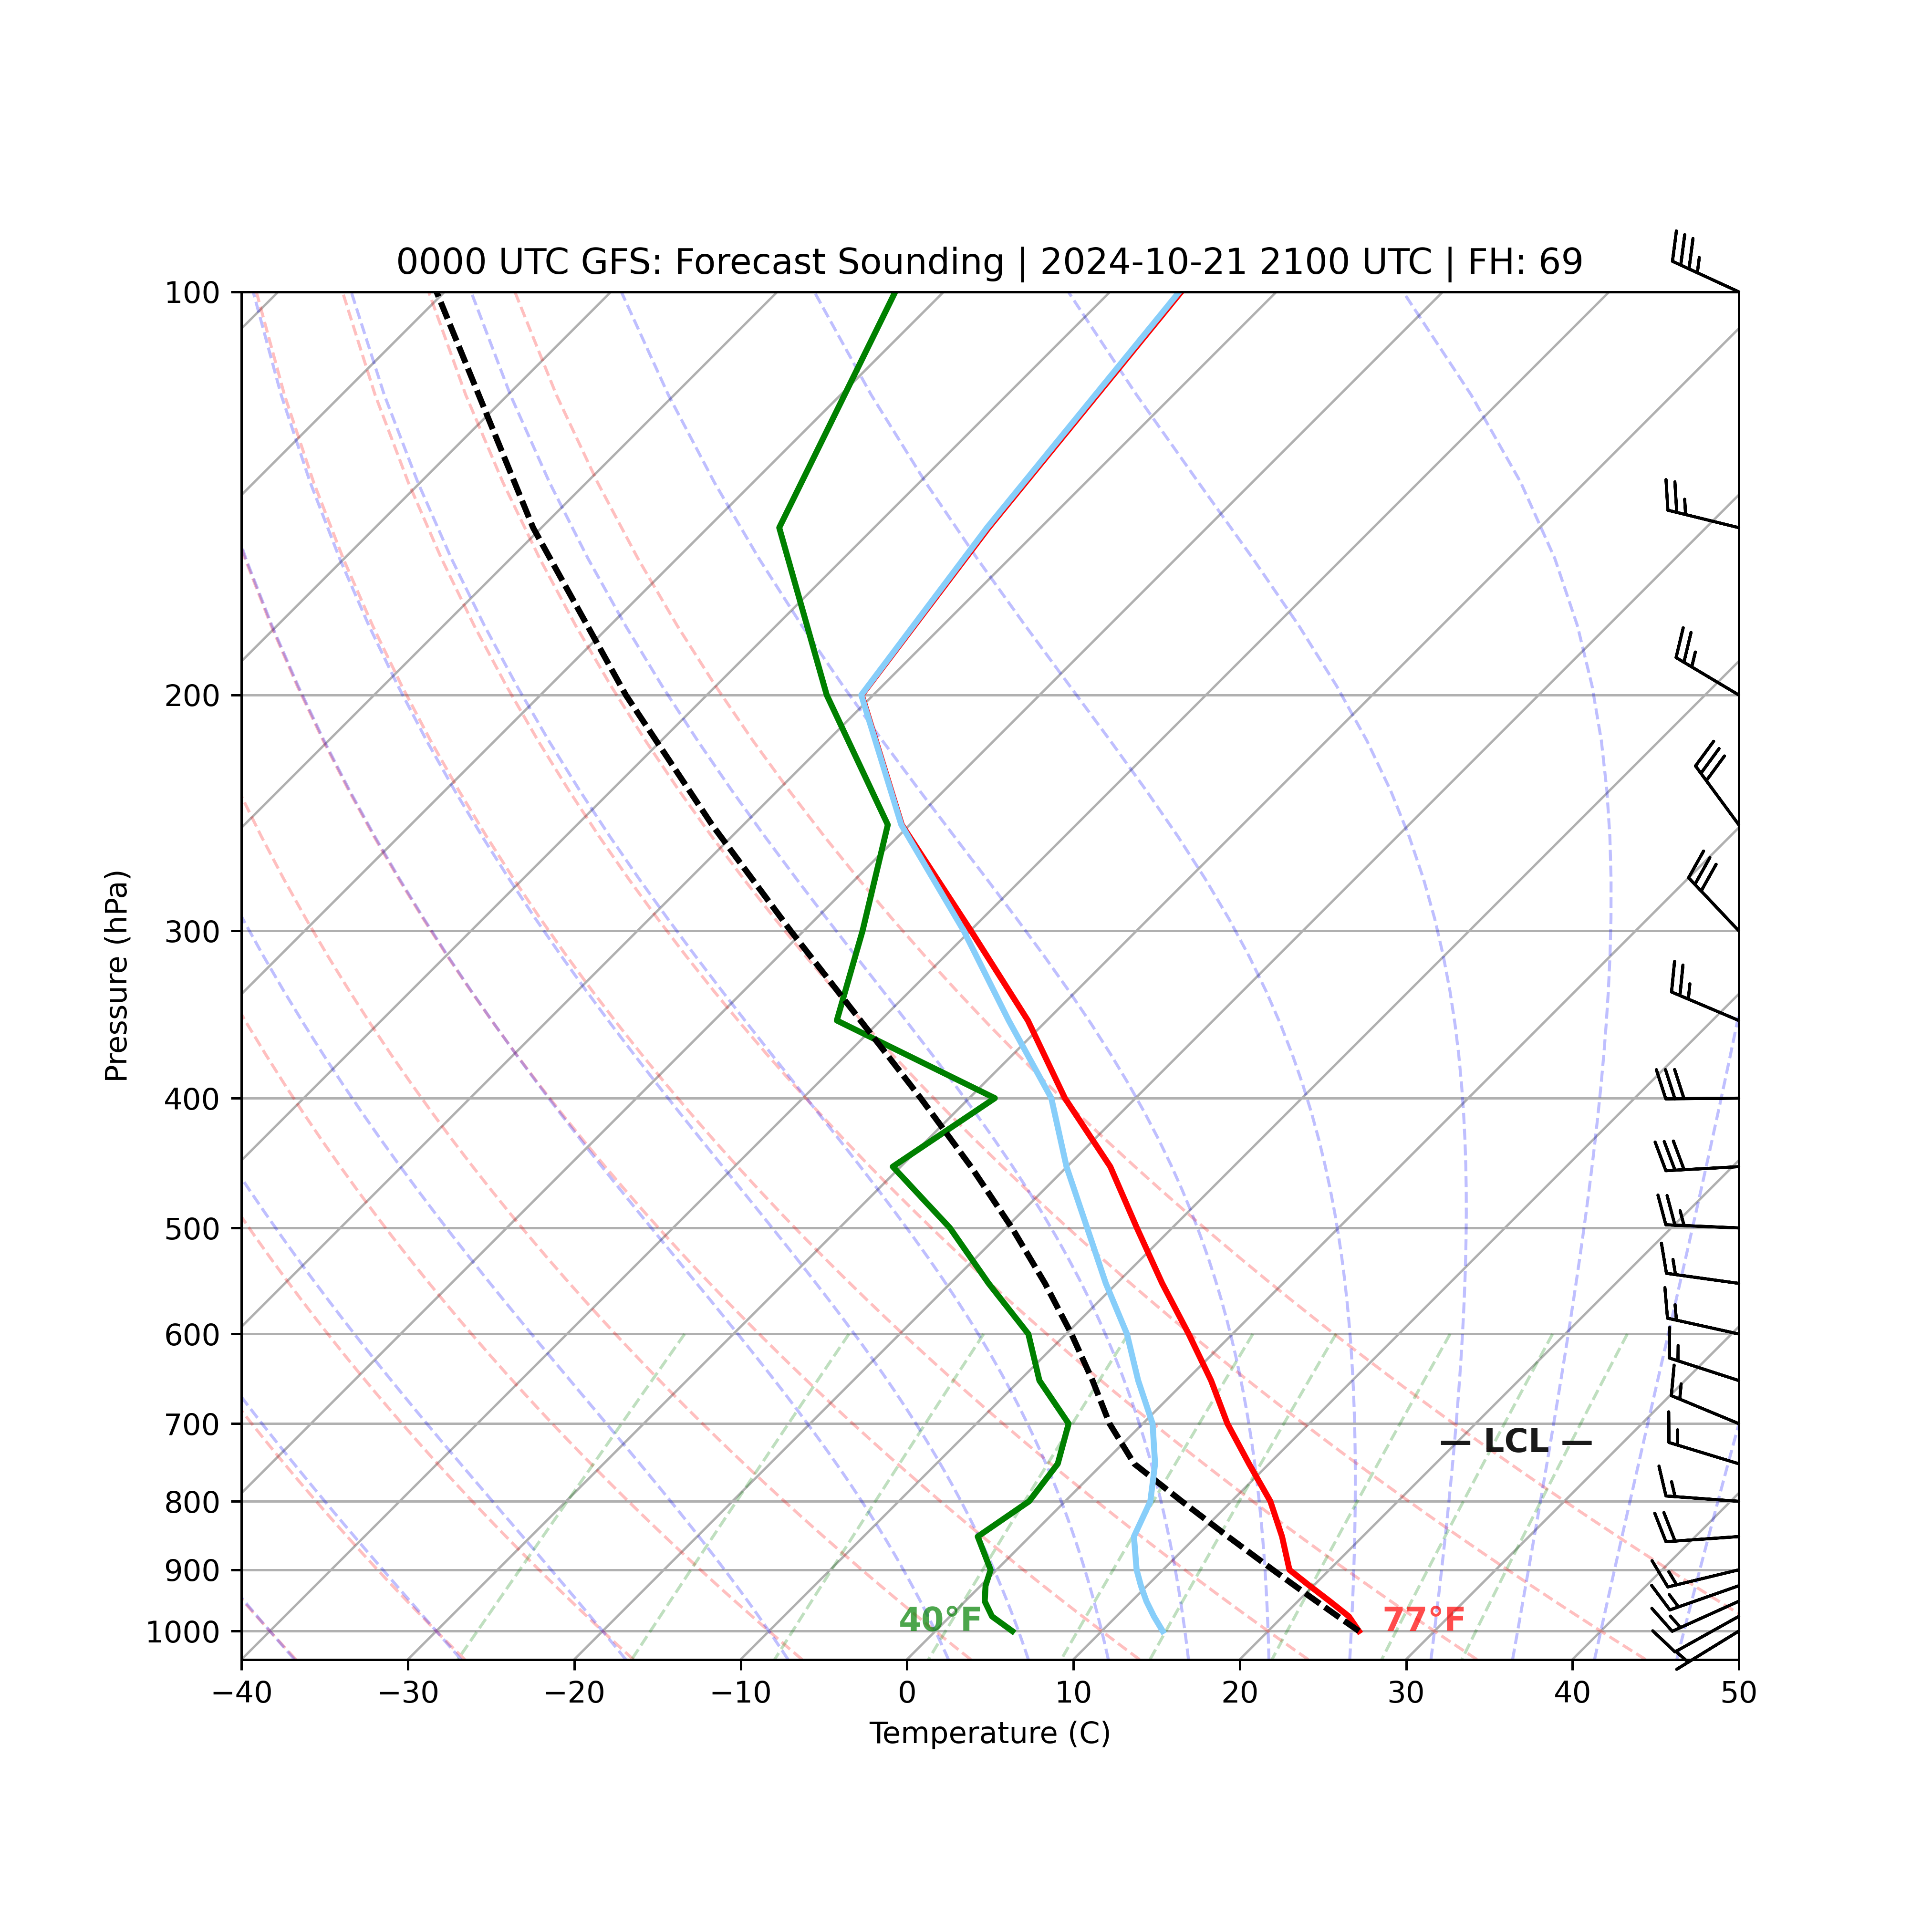 0000 UTC GFS: Forecast Sounding | 2024-10-21 2100 UTC | FH: 69
100
200
300
400
500
600
700
800
900
1000
Pressure (hPa)
— LCL —
40°F
77°F
−40 −30 −20 −10 0 10 20 30 40 50
Temperature (C)